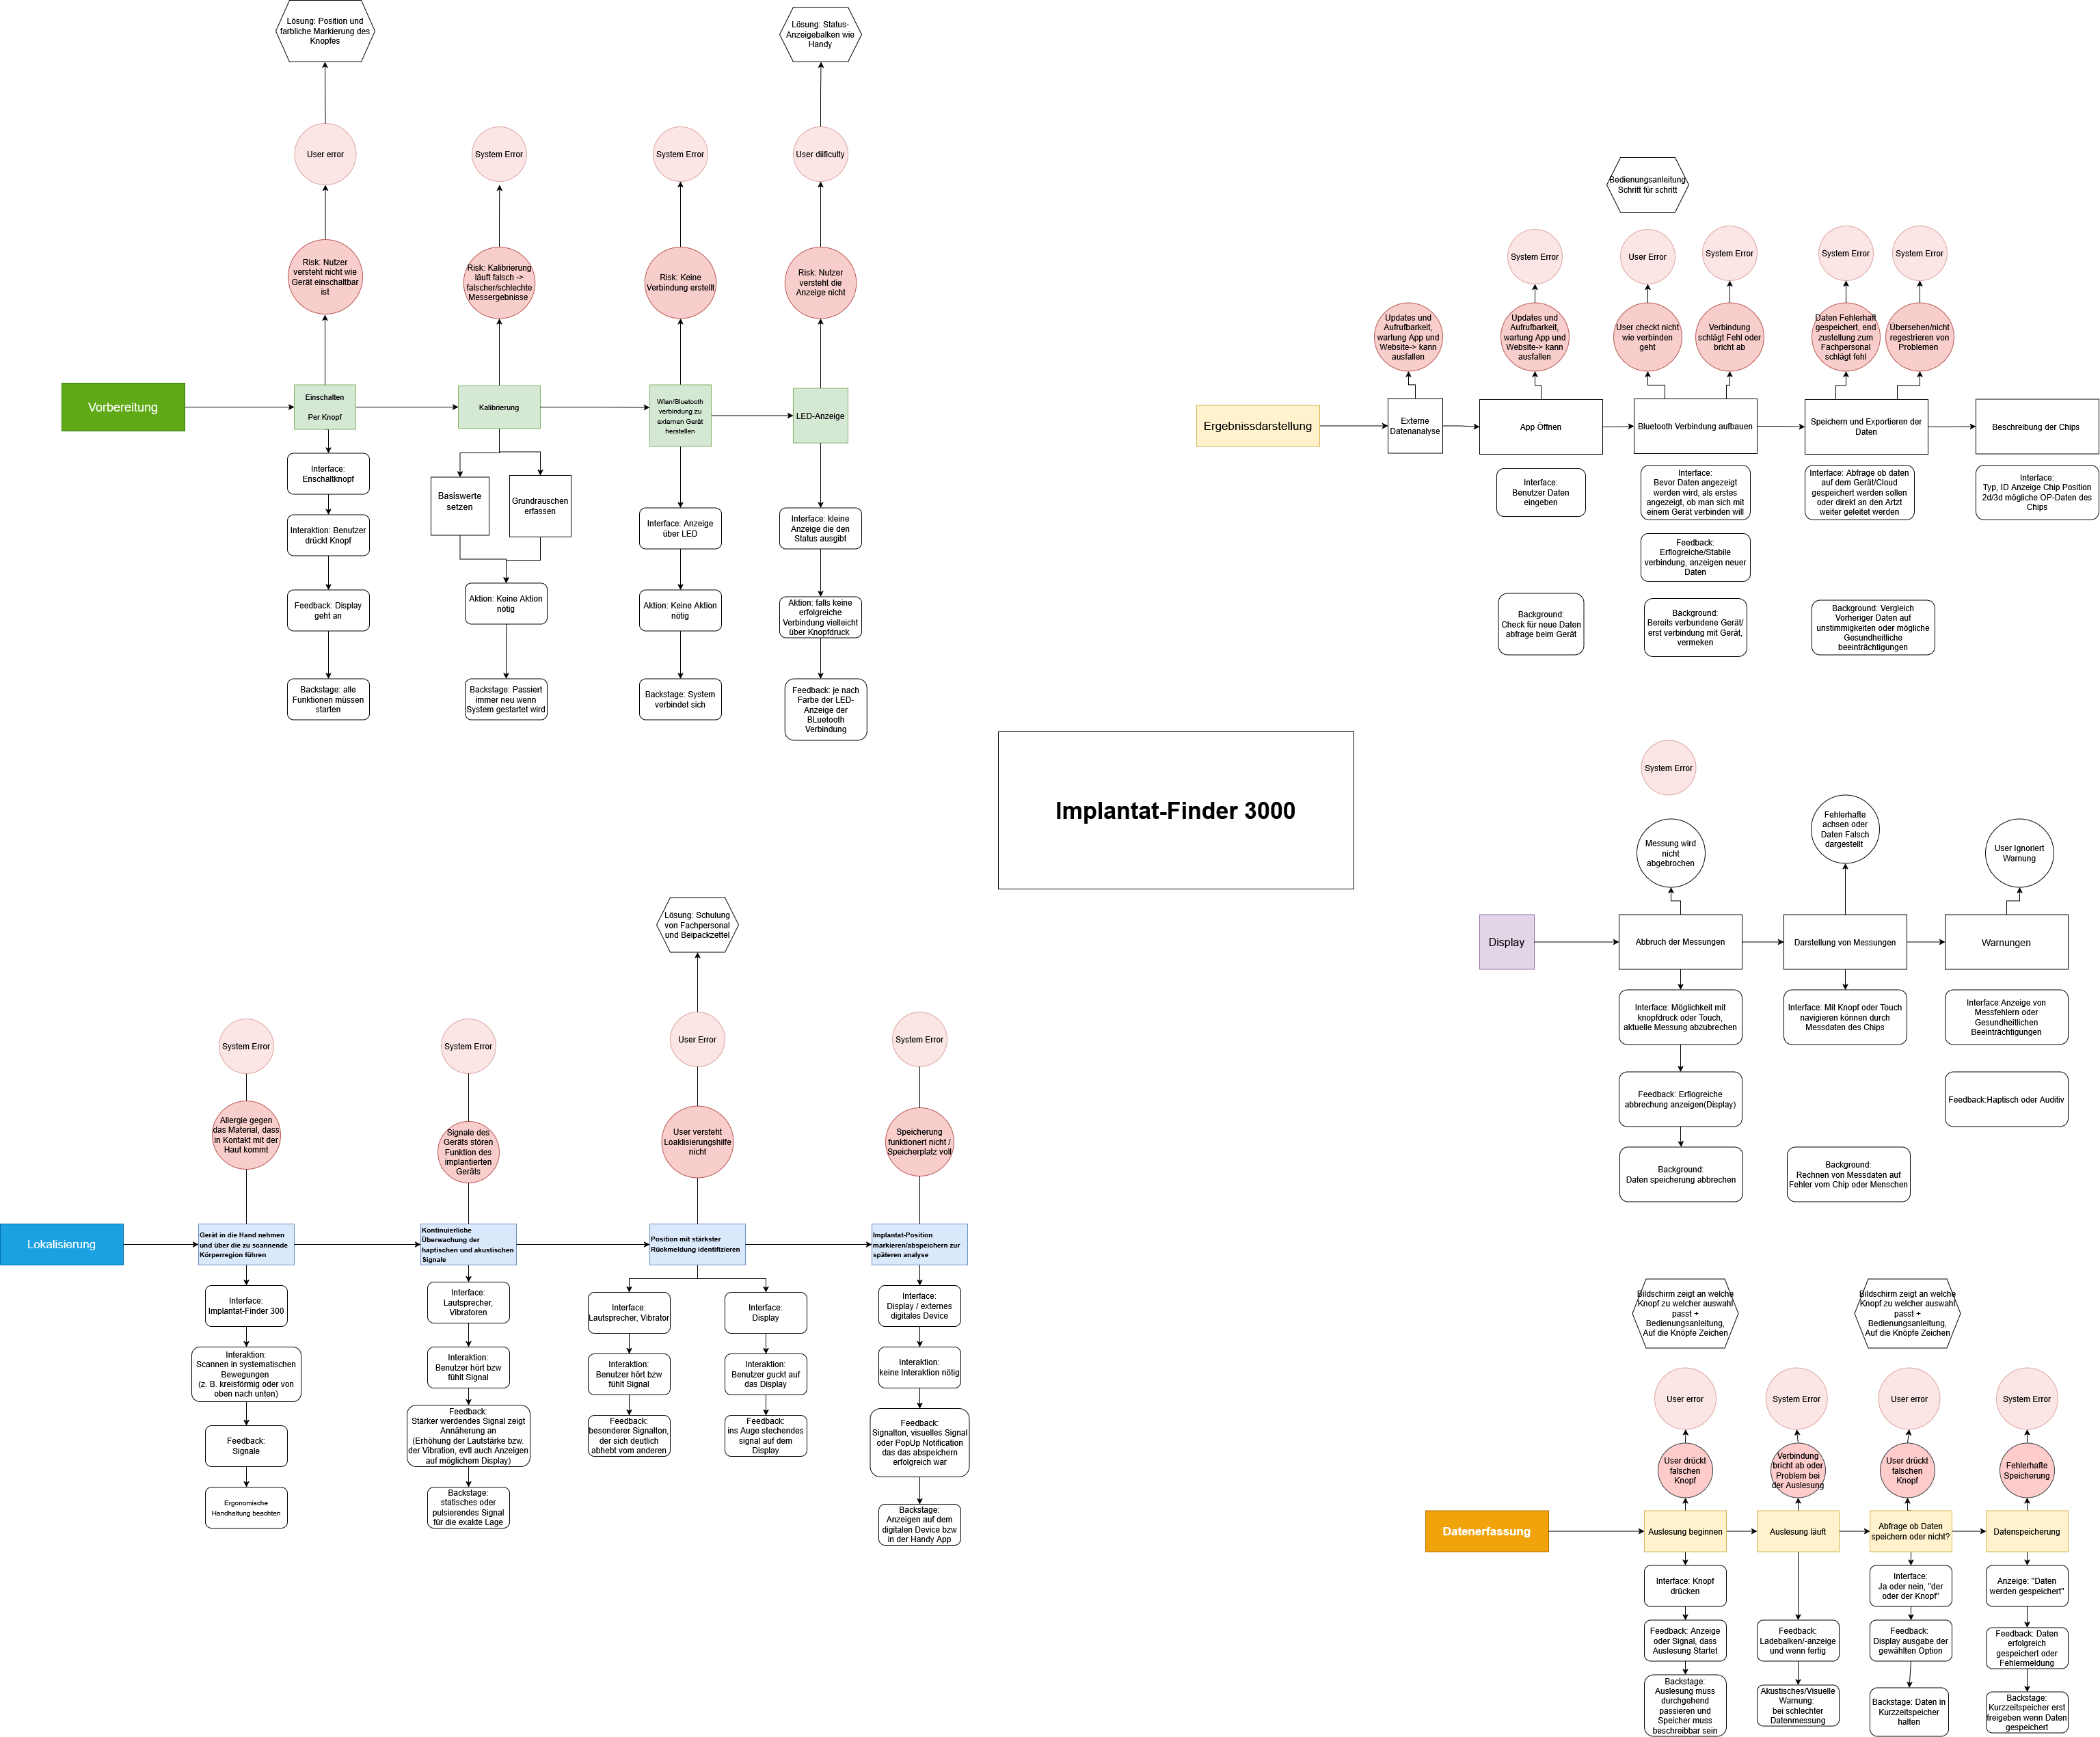 Lösung: Position und
farbliche Markierung des
Knopfes
Lösung: Status-
Anzeigebalken wie
Handy
User error
System Error
System Error
User diificulty
Risk: Nutzer
versteht nicht wie
Gerät einschaltbar
ist
Risk: Kalibrierung
läuft falsch ->
falscher/schlechte
Messergebnisse
Risk: Keine
Verbindung erstellt
Risk: Nutzer
versteht die
Anzeige nicht
Vorbereitung
Einschalten
Per Knopf
Kalibrierung
Wlan/Bluetooth
verbindung zu
externen Gerät
herstellen
LED-Anzeige
Interface:
Enschaltknopf
Interaktion: Benutzer
drückt Knopf
Feedback: Display
geht an
Backstage: alle
Funktionen müssen
starten
Basiswerte
setzen
Grundrauschen
erfassen
Aktion: Keine Aktion
nötig
Backstage: Passiert
immer neu wenn
System gestartet wird
Interface: Anzeige
über LED
Aktion: Keine Aktion
nötig
Backstage: System
verbindet sich
Interface: kleine
Anzeige die den
Status ausgibt
Aktion: falls keine
erfolgreiche
Verbindung vielleicht
über Knopfdruck
Feedback: je nach
Farbe der LED-
Anzeige der
BLuetooth
Verbindung
Bedienungsanleitung
Schritt für schritt
System Error
User Error
System Error
System Error
System Error
Updates und
Aufrufbarkeit,
wartung App und
Website-> kann
ausfallen
Updates und
Aufrufbarkeit,
wartung App und
Website-> kann
ausfallen
User checkt nicht
wie verbinden
geht
Verbindung
schlägt Fehl oder
bricht ab
Daten Fehlerhaft
gespeichert, end
zustellung zum
Fachpersonal
schlägt fehl
Übersehen/nicht
regestrieren von
Problemen
Ergebnissdarstellung
Externe
Datenanalyse
App Öffnen
Bluetooth Verbindung aufbauen
Speichern und Exportieren der
Daten
Beschreibung der Chips
Interface:
Benutzer Daten
eingeben
Interface:
Bevor Daten angezeigt
werden wird, als erstes
angezeigt, ob man sich mit
einem Gerät verbinden will
Interface: Abfrage ob daten
auf dem Gerät/Cloud
gespeichert werden sollen
oder direkt an den Artzt
weiter geleitet werden
Interface:
Typ, ID Anzeige Chip Position
2d/3d mögliche OP-Daten des
Chips
Feedback:
Erflogreiche/Stabile
verbindung, anzeigen neuer
Daten
Background:
Check für neue Daten
abfrage beim Gerät
Background:
Bereits verbundene Gerät/
erst verbindung mit Gerät,
vermeken
Background: Vergleich
Vorheriger Daten auf
unstimmigkeiten oder mögliche
Gesundheitliche
beeinträchtigungen
Implantat-Finder 3000
System Error
Messung wird
nicht
abgebrochen
Fehlerhafte
achsen oder
Daten Falsch
dargestellt
User Ignoriert
Warnung
Display
Abbruch der Messungen
Darstellung von Messungen
Warnungen
Interface: Möglichkeit mit
knopfdruck oder Touch,
aktuelle Messung abzubrechen
Interface: Mit Knopf oder Touch
navigieren können durch
Messdaten des Chips
Interface:Anzeige von
Messfehlern oder
Gesundheitlichen
Beeinträchtigungen
Feedback: Erflogreiche
abbrechung anzeigen(Display)
Feedback:Haptisch oder Auditiv
Background:
Daten speicherung abbrechen
Background:
Rechnen von Messdaten auf
Fehler vom Chip oder Menschen
Lösung: Schulung
von Fachpersonal
und Beipackzettel
System Error
System Error
User Error
System Error
Allergie gegen
das Material, dass
in Kontakt mit der
Haut kommt
Signale des
Geräts stören
Funktion des
implantierten
Geräts
User versteht
Loaklisierungshilfe
nicht
Speicherung
funktionert nicht /
Speicherplatz voll
Lokalisierung
Gerät in die Hand nehmen
und über die zu scannende
Körperregion führen
Kontinuierliche
Überwachung der
haptischen und akustischen
Signale
Position mit stärkster
Rückmeldung identifizieren
Implantat-Position
markieren/abspeichern zur
späteren analyse
Interface:
Implantat-Finder 300
Interaktion:
Scannen in systematischen
Bewegungen
(z. B. kreisförmig oder von
oben nach unten)
Feedback:
Signale
Ergonomische
Handhaltung beachten
Interface:
Lautsprecher,
Vibratoren
Interaktion:
Benutzer hört bzw
fühlt Signal
Feedback:
Stärker werdendes Signal zeigt
Annäherung an
(Erhöhung der Lautstärke bzw.
der Vibration, evtl auch Anzeigen
auf möglichem Display)
Backstage:
statisches oder
pulsierendes Signal
für die exakte Lage
Interface:
Lautsprecher, Vibrator
Interaktion:
Benutzer hört bzw
fühlt Signal
Feedback:
besonderer Signalton,
der sich deutlich
abhebt vom anderen
Interface:
Display
Interaktion:
Benutzer guckt auf
das Display
Feedback:
ins Auge stechendes
signal auf dem
Display
Interface:
Display / externes
digitales Device
Interaktion:
keine Interaktion nötig
Feedback:
Signalton, visuelles Signal
oder PopUp Notification
das das abspeichern
erfolgreich war
Backstage:
Anzeigen auf dem
digitalen Device bzw
in der Handy App
Bildschirm zeigt an welche
Knopf zu welcher auswahl
passt +
Bedienungsanleitung,
Auf die Knöpfe Zeichen
Bildschirm zeigt an welche
Knopf zu welcher auswahl
passt +
Bedienungsanleitung,
Auf die Knöpfe Zeichen
User error
System Error
User error
System Error
User drückt
falschen
Knopf
Verbindung
bricht ab oder
Problem bei
der Auslesung
User drückt
falschen
Knopf
Fehlerhafte
Speicherung
Datenerfassung
Auslesung beginnen
Auslesung läuft
Abfrage ob Daten
speichern oder nicht?
Datenspeicherung
Interface: Knopf
drücken
Feedback: Anzeige
oder Signal, dass
Auslesung Startet
Backstage:
Auslesung muss
durchgehend
passieren und
Speicher muss
beschreibbar sein
Feedback:
Ladebalken/-anzeige
und wenn fertig
Akustisches/Visuelle
Warnung:
bei schlechter
Datenmessung
Interface:
Ja oder nein, "der
oder der Knopf"
Feedback:
Display ausgabe der
gewählten Option
Backstage: Daten in
Kurzzeitspeicher
halten
Anzeige: "Daten
werden gespeichert"
Feedback: Daten
erfolgreich
gespeichert oder
Fehlermeldung
Backstage:
Kurzzeitspeicher erst
freigeben wenn Daten
gespeichert